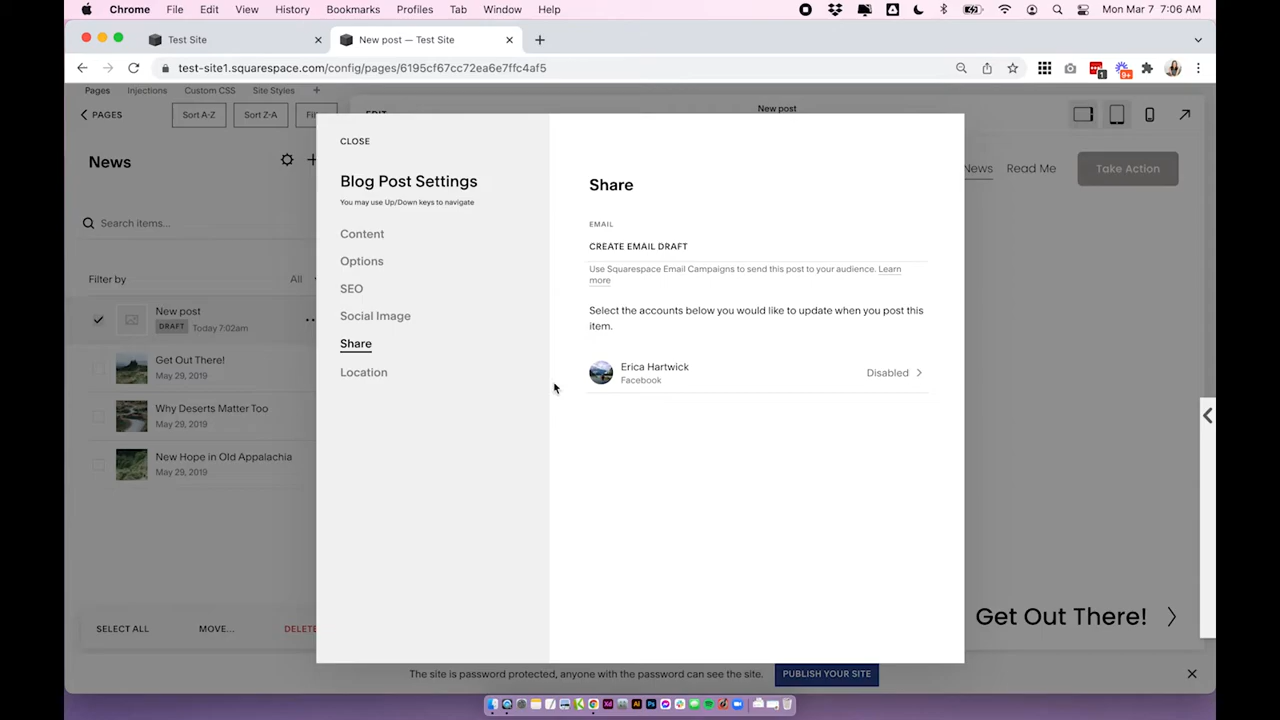 Chrome File Edit View History Bookmarks Profiles Tab Window Help Mon Mar 7 7:06 AM
Test Site
New post — Test Site
test-site1.squarespace.com/config/pages/6195cf67cc72ea6e7ffc4af5
1
9+
Pages Injections Custom CSS Site Styles +
PAGES
Sort A-Z
Sort Z-A
New post
News
Search items...
Filter by
All
New post
DRAFT Today 7:02am
Get Out There!
May 29, 2019
Why Deserts Matter Too
May 29, 2019
New Hope in Old Appalachia
May 29, 2019
SELECT ALL
MOVE...
DELETE
CLOSE
Blog Post Settings
You may use Up/Down keys to navigate
Content
Options
SEO
Social Image
Share
Location
Share
EMAIL
CREATE EMAIL DRAFT
Use Squarespace Email Campaigns to send this post to your audience. Learn
more
Select the accounts below you would like to update when you post this
item.
Erica Hartwick
Facebook
Disabled
News Read Me
Take Action
Get Out There!
The site is password protected, anyone with the password can see the site.
PUBLISH YOUR SITE